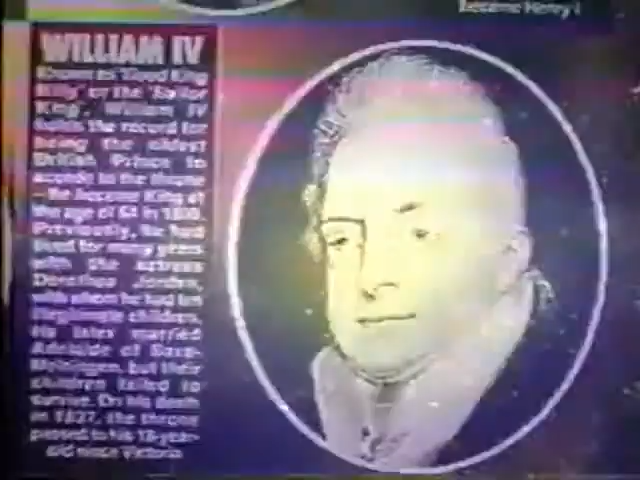 became Henry I
WILLIAM IV
Known as 'Good King
Billy' or the 'Sailor
King', William IV
holds the record for
being the oldest
British Prince to
accede to the throne
– he became King at
the age of 64 in 1830.
Previously, he had
lived for many years
with the actress
Dorothea Jordan,
with whom he had ten
illegitimate children.
He later married
Adelaide of Saxe-
Meiningen, but their
children failed to
survive. On his death
in 1837, the throne
passed to his 18-year-
old niece Victoria